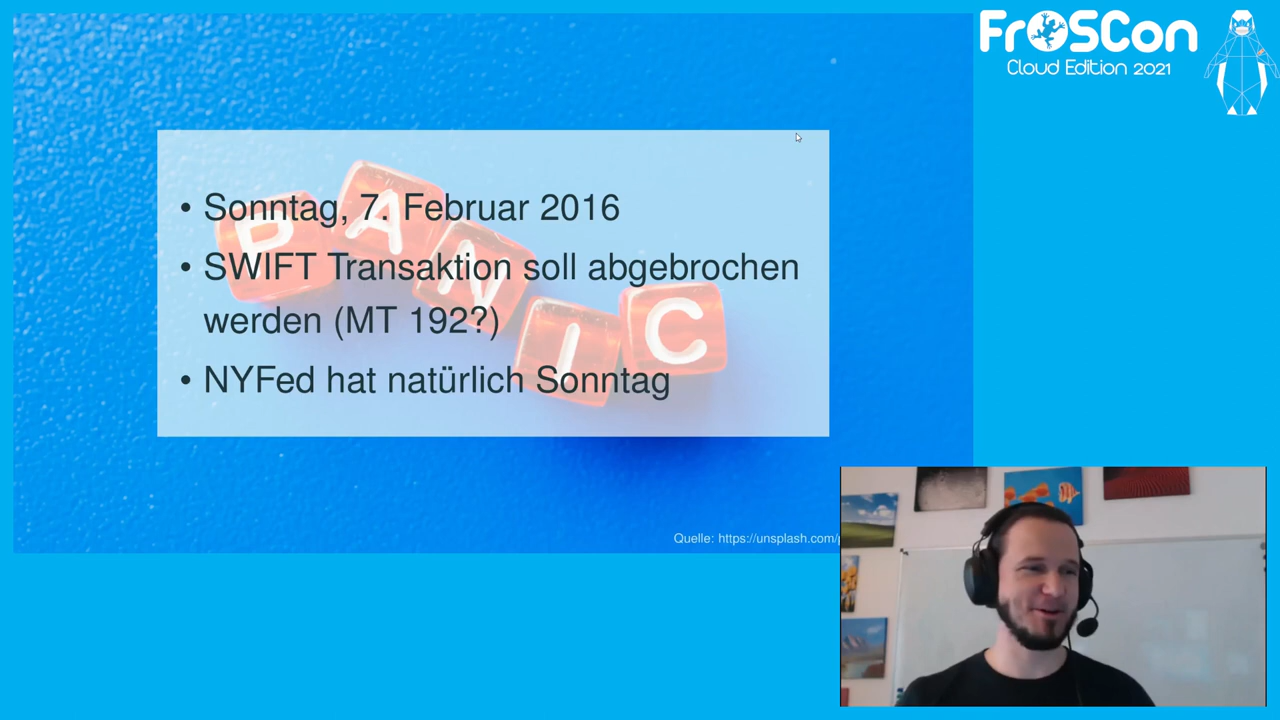 FrOSCon
Cloud Edition 2021
PANIC
• Sonntag, 7. Februar 2016
• SWIFT Transaktion soll abgebrochen
werden (MT 192?)
• NYFed hat natürlich Sonntag
Quelle: https://unsplash.com/